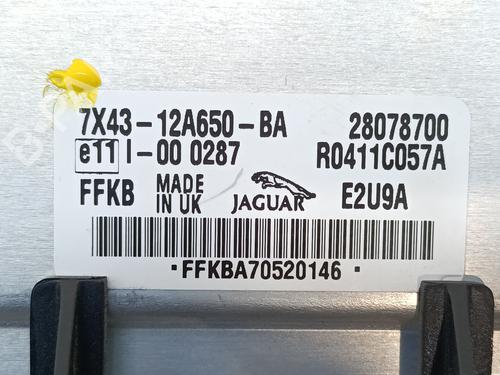 7X43-12A650-BA 28078700
e11 I-00 0287 R0411C057A
FFKB MADE IN UK JAGUAR E2U9A
*FFKBA70520146*